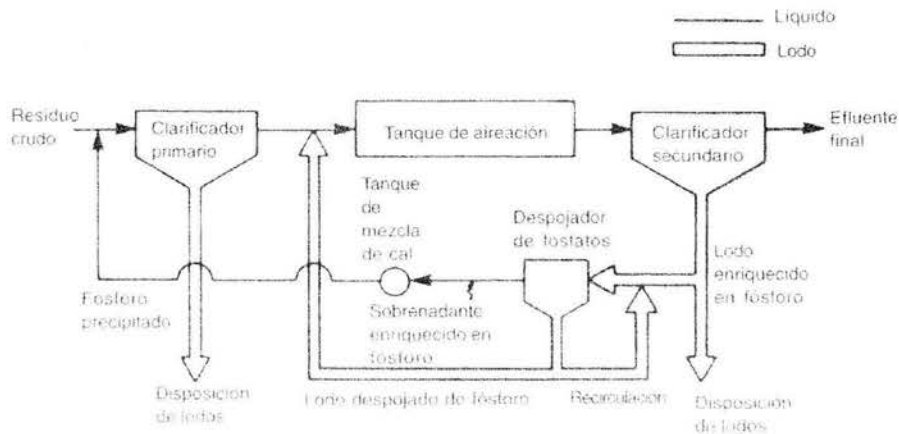 Líquido
Lodo
Residuo
crudo
Clarificador
primario
Tanque de aireación
Clarificador
secundario
Efluente
final
Tanque
de
mezcla
de cal
Despojador
de fosfatos
Lodo
enriquecido
en fósforo
Fósforo
precipitado
Sobrenadante
enriquecido en
fósforo
Disposición
de lodos
Lodo despojado de fósforo
Recirculación
Disposición
de lodos